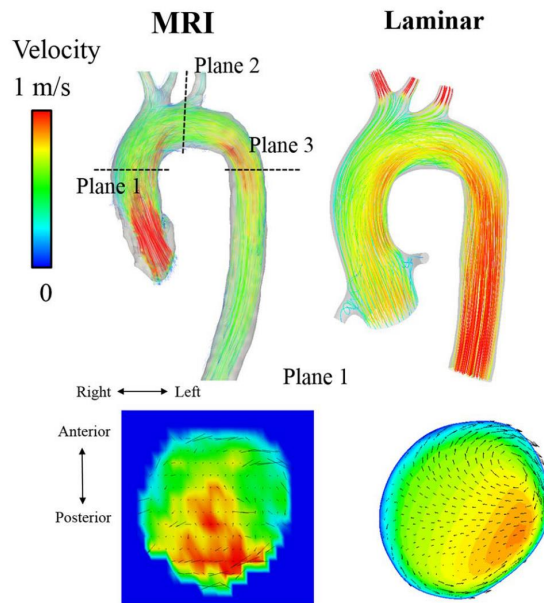 MRI
Laminar
Velocity
1 m/s
0
Plane 2
Plane 3
Plane 1
Plane 1
Right
Left
Anterior
Posterior